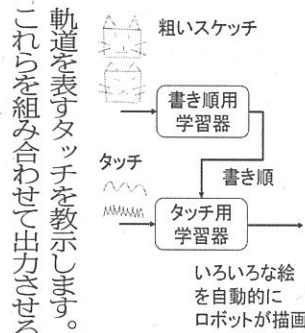 軌道を表すタッチを教示します。
これらを組み合わせて出力させる
粗いスケッチ
書き順用
学習器
書き順
タッチ
タッチ用
学習器
いろいろな絵
を自動的に
ロボットが描画